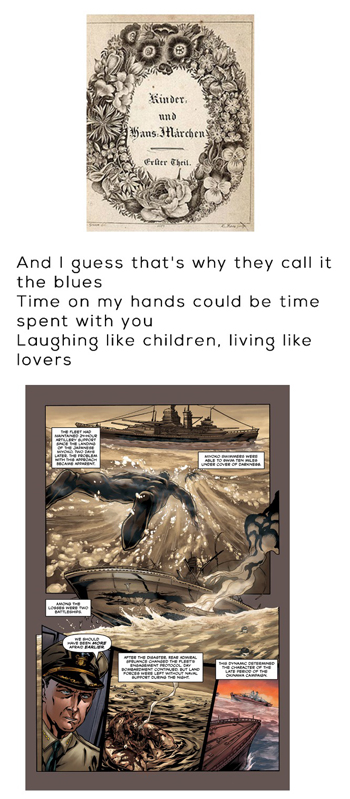 Kinder-
und
Haus-Märchen
Erster Theil.
And I guess that's why they call it
the blues
Time on my hands could be time
spent with you
Laughing like children, living like
lovers
THE FLEET HAD
MAINTAINED 24-HOUR
ARTILLERY SUPPORT
SINCE THE LANDING
OF THE JAPANESE
MIYOKO. TWO DAYS
LATER, THE PROBLEM
WITH THIS APPROACH
BECAME APPARENT.
MIYOKO SWIMMERS WERE
ABLE TO SWIM TEN MILES
UNDER COVER OF DARKNESS.
AMONG THE
LOSSES WERE TWO
BATTLESHIPS.
WE SHOULD
HAVE BEEN MORE
AFRAID EARLIER.
AFTER THE DISASTER, REAR ADMIRAL
SPRUANCE CHANGED THE FLEET'S
ENGAGEMENT PROTOCOL. DAY
BOMBARDMENT CONTINUED BUT LAND
FORCES WERE LEFT WITHOUT NAVAL
SUPPORT DURING THE NIGHT.
THIS DYNAMIC DETERMINED
THE CHARACTER OF THE
LATE PERIOD OF THE
OKINAWA CAMPAIGN.